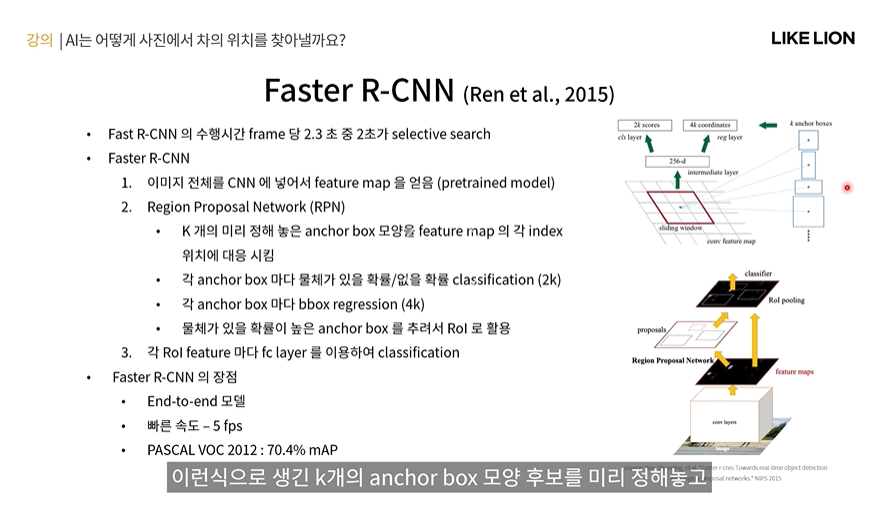 강의 | AI는 어떻게 사진에서 차의 위치를 찾아낼까요?
LIKE LION
Faster R-CNN (Ren et al., 2015)
• Fast R-CNN 의 수행시간 frame 당 2.3 초 중 2초가 selective search
• Faster R-CNN
1. 이미지 전체를 CNN 에 넣어서 feature map 을 얻음 (pretrained model)
2. Region Proposal Network (RPN)
• K 개의 미리 정해 놓은 anchor box 모양을 feature map 의 각 index
위치에 대응 시킴
• 각 anchor box 마다 물체가 있을 확률/없을 확률 classification (2k)
• 각 anchor box 마다 bbox regression (4k)
• 물체가 있을 확률이 높은 anchor box 를 추려서 RoI 로 활용
3. 각 RoI feature 마다 fc layer 를 이용하여 classification
• Faster R-CNN 의 장점
• End-to-end 모델
• 빠른 속도 – 5 fps
• PASCAL VOC 2012 : 70.4% mAP
2k scores
4k coordinates
k anchor boxes
cls layer
reg layer
256-d
intermediate layer
sliding window
conv feature map
classifier
RoI pooling
proposals
Region Proposal Network
feature maps
conv layers
image
r-cnn: Towards real-time object detection
proposal networks." NIPS 2015
이런식으로 생긴 k개의 anchor box 모양 후보를 미리 정해놓고